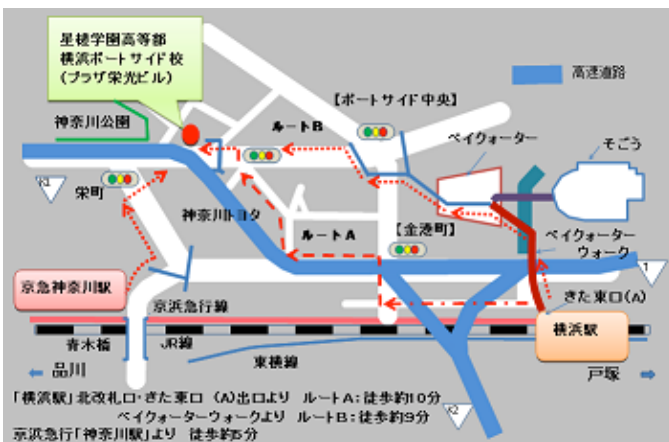 星槎学園高等部
横浜ポートサイド校
(プラザ栄光ビル)
高速道路
【ポートサイド中央】
神奈川公園
ルートB
ベイクォーター
そごう
栄町
神奈川トヨタ
ルートA
【金港町】
ベイクォーター
ウォーク
1
京急神奈川駅
京浜急行線
きた東口(A)
横浜駅
青木橋
JR線
東横線
品川
戸塚
「横浜駅」北改札口・きた東口 (A)出口より ルートA:徒歩約10分
ベイクォーターウォークより ルートB:徒歩約9分
京浜急行「神奈川駅」より 徒歩約5分